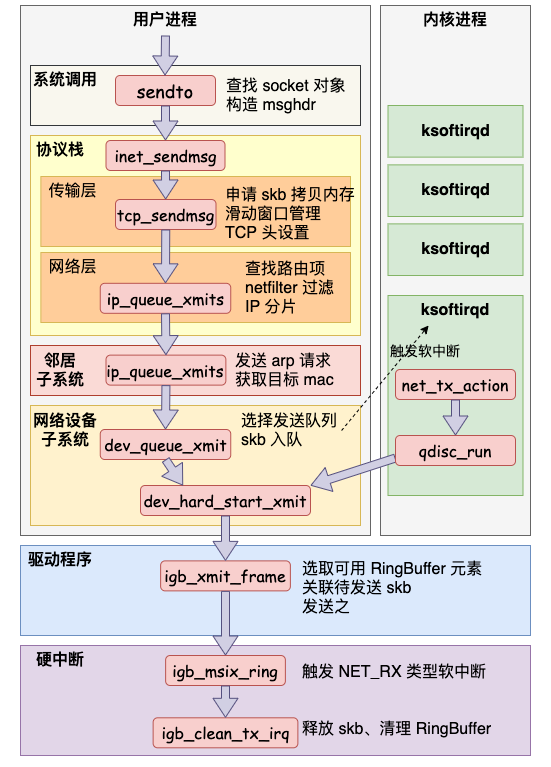 用户进程
内核进程
系统调用
sendto
查找 socket 对象
构造 msghdr
协议栈
inet_sendmsg
传输层
tcp_sendmsg
申请 skb 拷贝内存
滑动窗口管理
TCP 头设置
网络层
ip_queue_xmits
查找路由项
netfilter 过滤
IP 分片
邻居
子系统
ip_queue_xmits
发送 arp 请求
获取目标 mac
网络设备
子系统
dev_queue_xmit
选择发送队列
skb 入队
dev_hard_start_xmit
ksoftirqd
ksoftirqd
ksoftirqd
ksoftirqd
触发软中断
net_tx_action
qdisc_run
驱动程序
igb_xmit_frame
选取可用 RingBuffer 元素
关联待发送 skb
发送之
硬中断
igb_msix_ring
触发 NET_RX 类型软中断
igb_clean_tx_irq
释放 skb、清理 RingBuffer